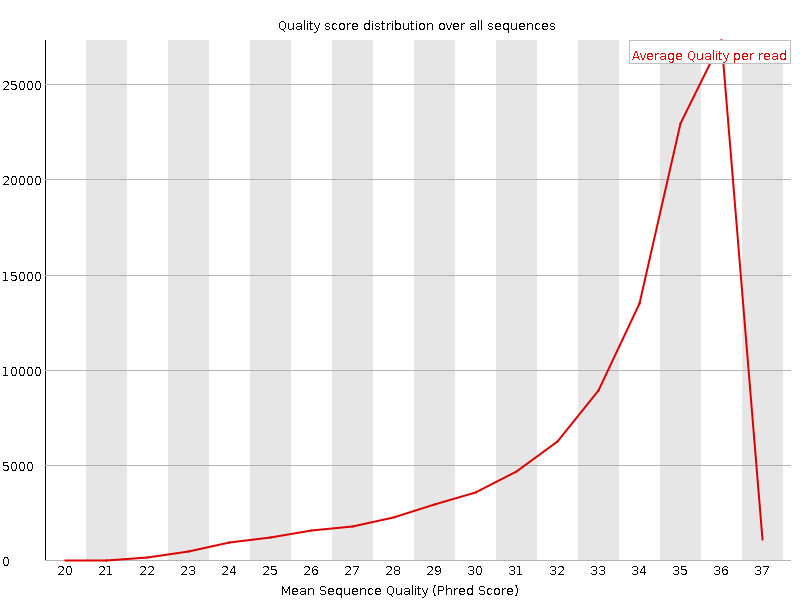 Quality score distribution over all sequences
Average Quality per read
25000
20000
15000
10000
5000
0
20 21 22 23 24 25 26 27 28 29 30 31 32 33 34 35 36 37
Mean Sequence Quality (Phred Score)